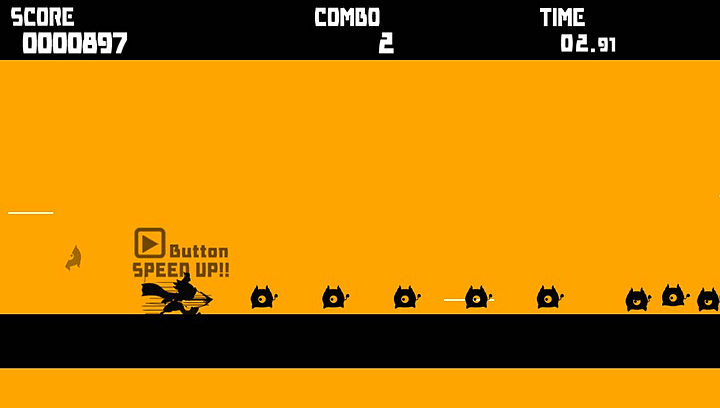 SCORE
0000897
COMBO
2
TIME
02.91
Button
SPEED UP!!